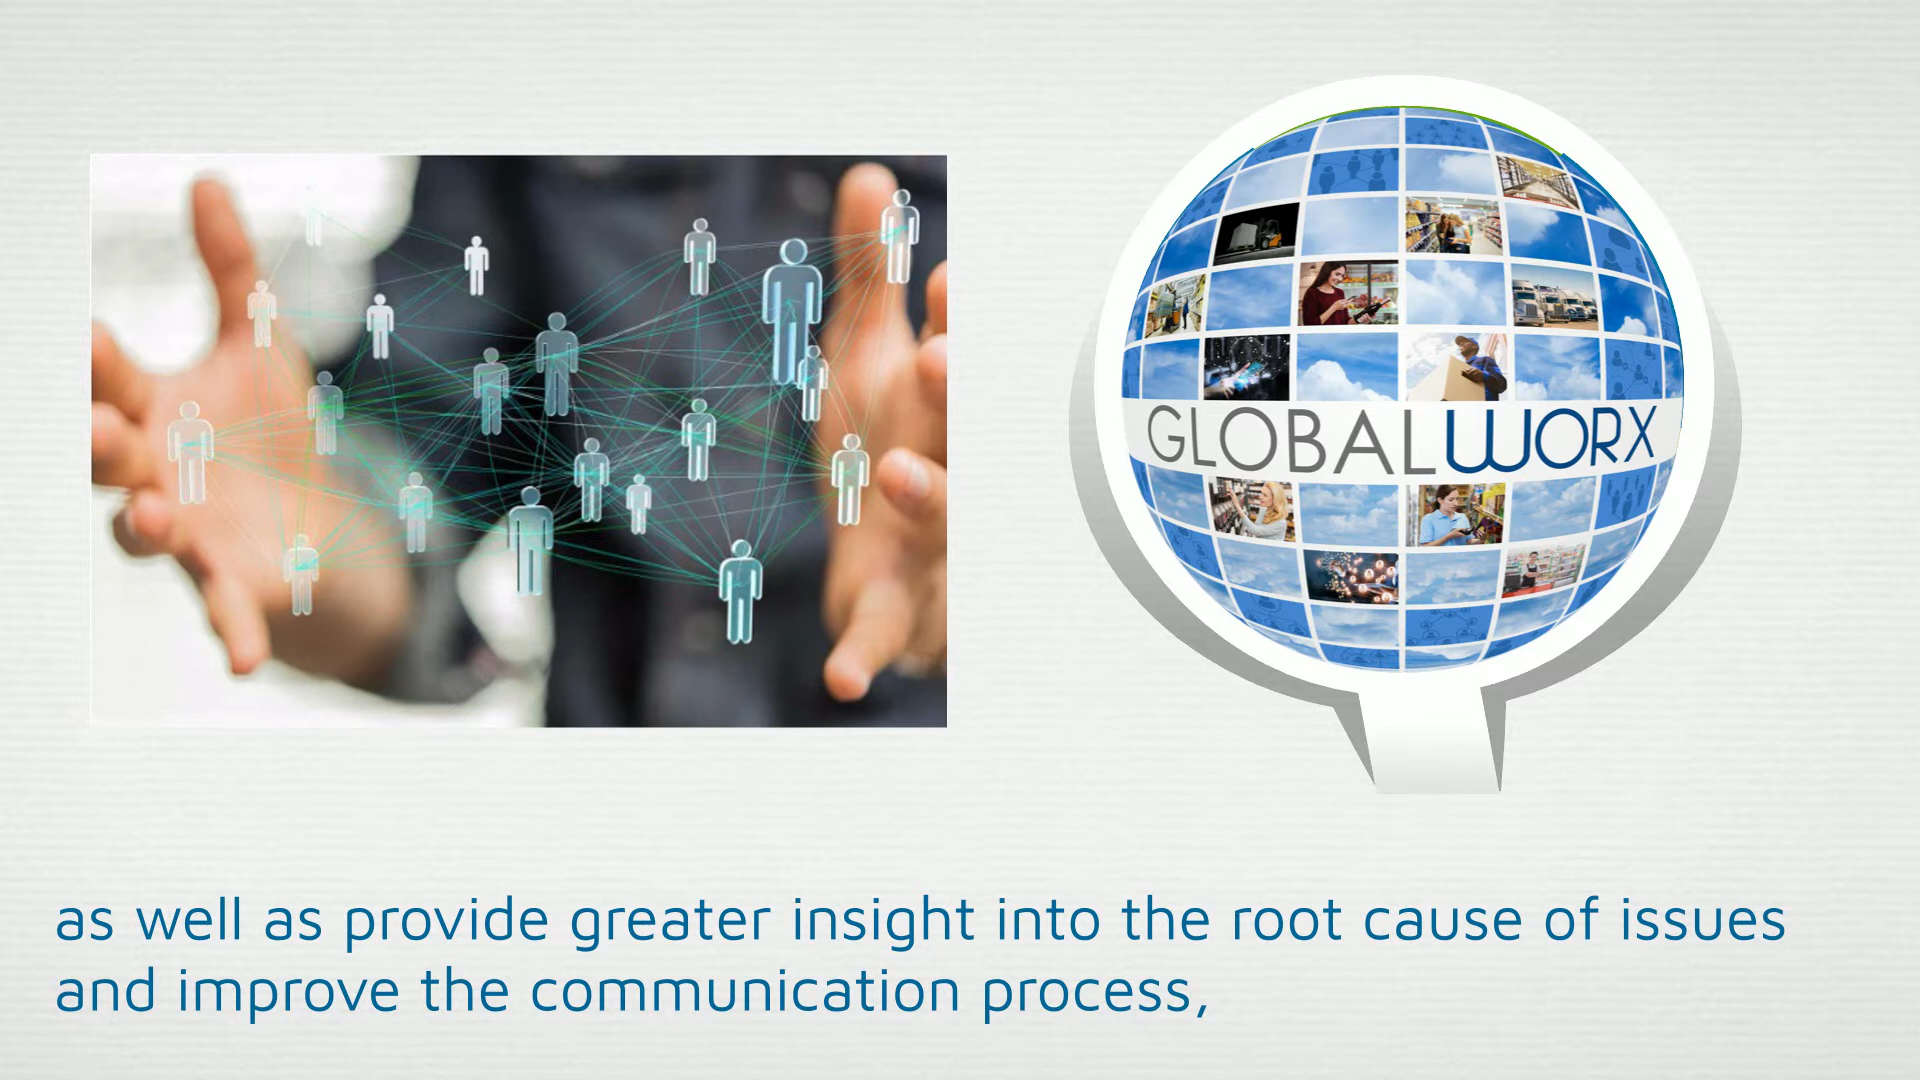 GLOBALWORX
as well as provide greater insight into the root cause of issues
and improve the communication process,